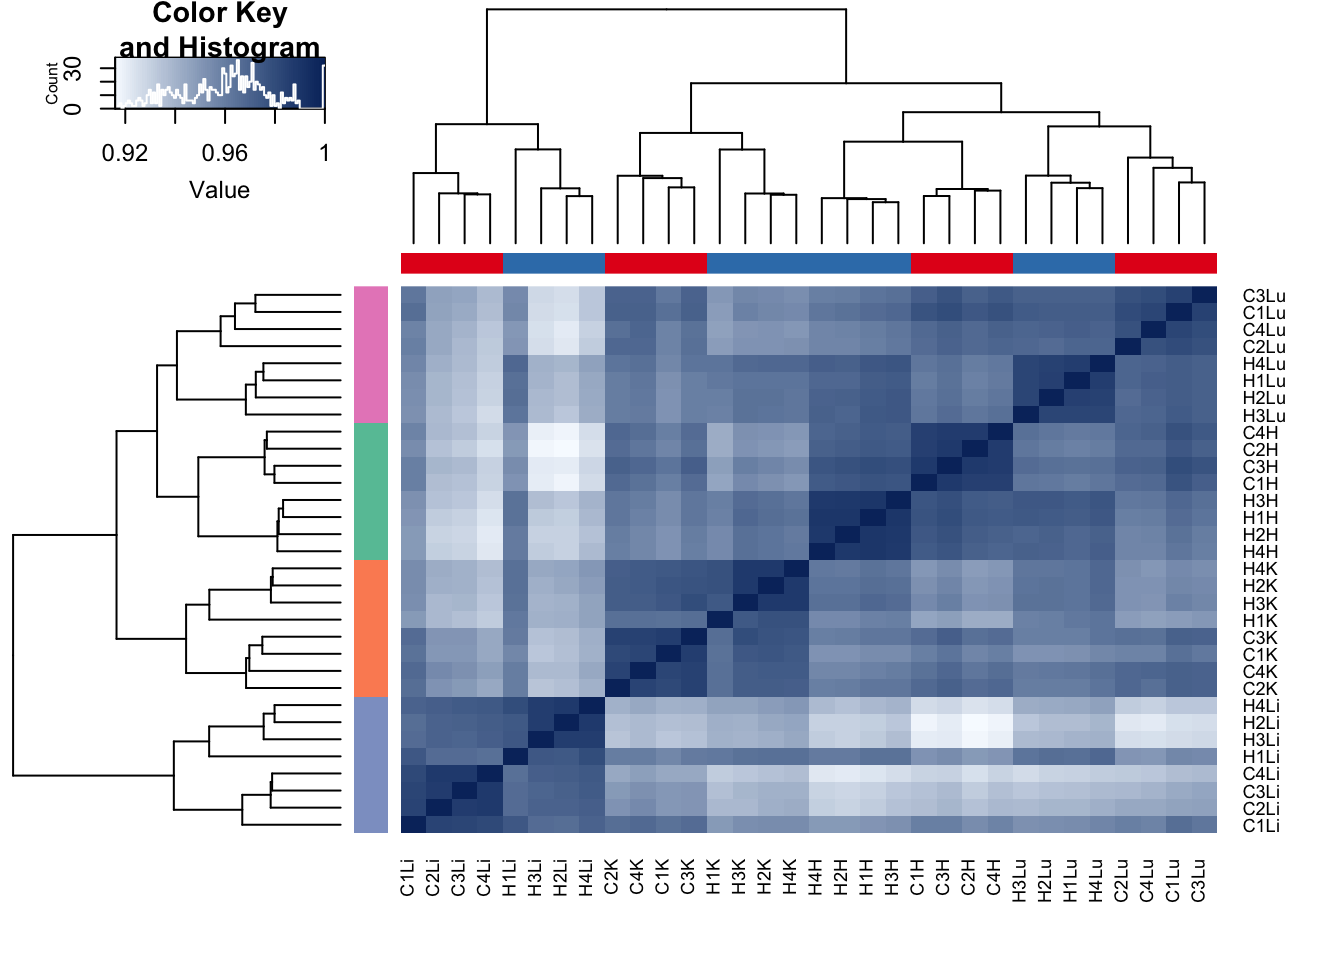 Color Key
and Histogram
Count
0 30
0.92 0.96 1
Value
C3Lu
C1Lu
C4Lu
C2Lu
H4Lu
H1Lu
H2Lu
H3Lu
C4H
C2H
C3H
C1H
H3H
H1H
H2H
H4H
H4K
H2K
H3K
H1K
C3K
C1K
C4K
C2K
H4Li
H2Li
H3Li
H1Li
C4Li
C3Li
C2Li
C1Li
C1Li C2Li C3Li C4Li H1Li H3Li H2Li H4Li C2K C4K C1K C3K H1K H3K H2K H4K H4H H2H H1H H3H C1H C3H C2H C4H H3Lu H2Lu H1Lu H4Lu C2Lu C4Lu C1Lu C3Lu